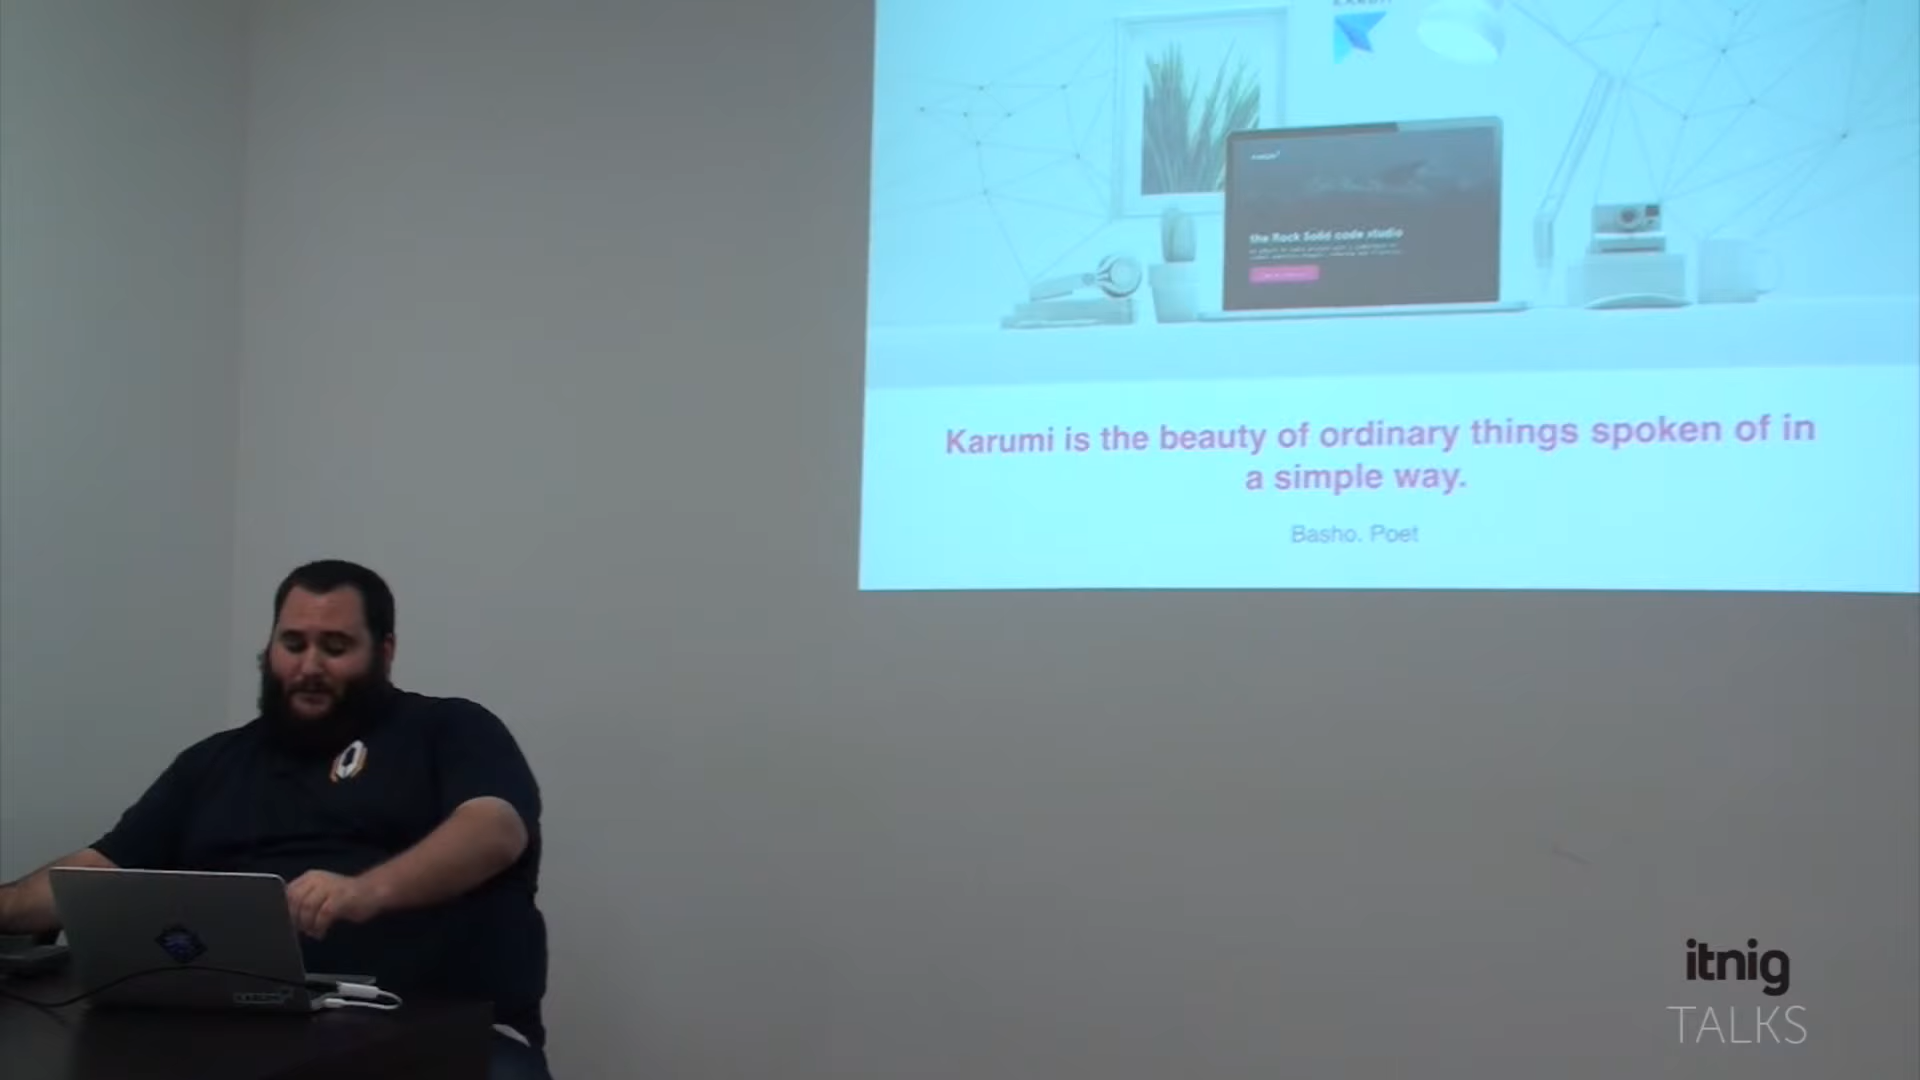 the Rock Solid code studio
Karumi is the beauty of ordinary things spoken of in
a simple way.
Basho. Poet
KARUMI
itnig
TALKS